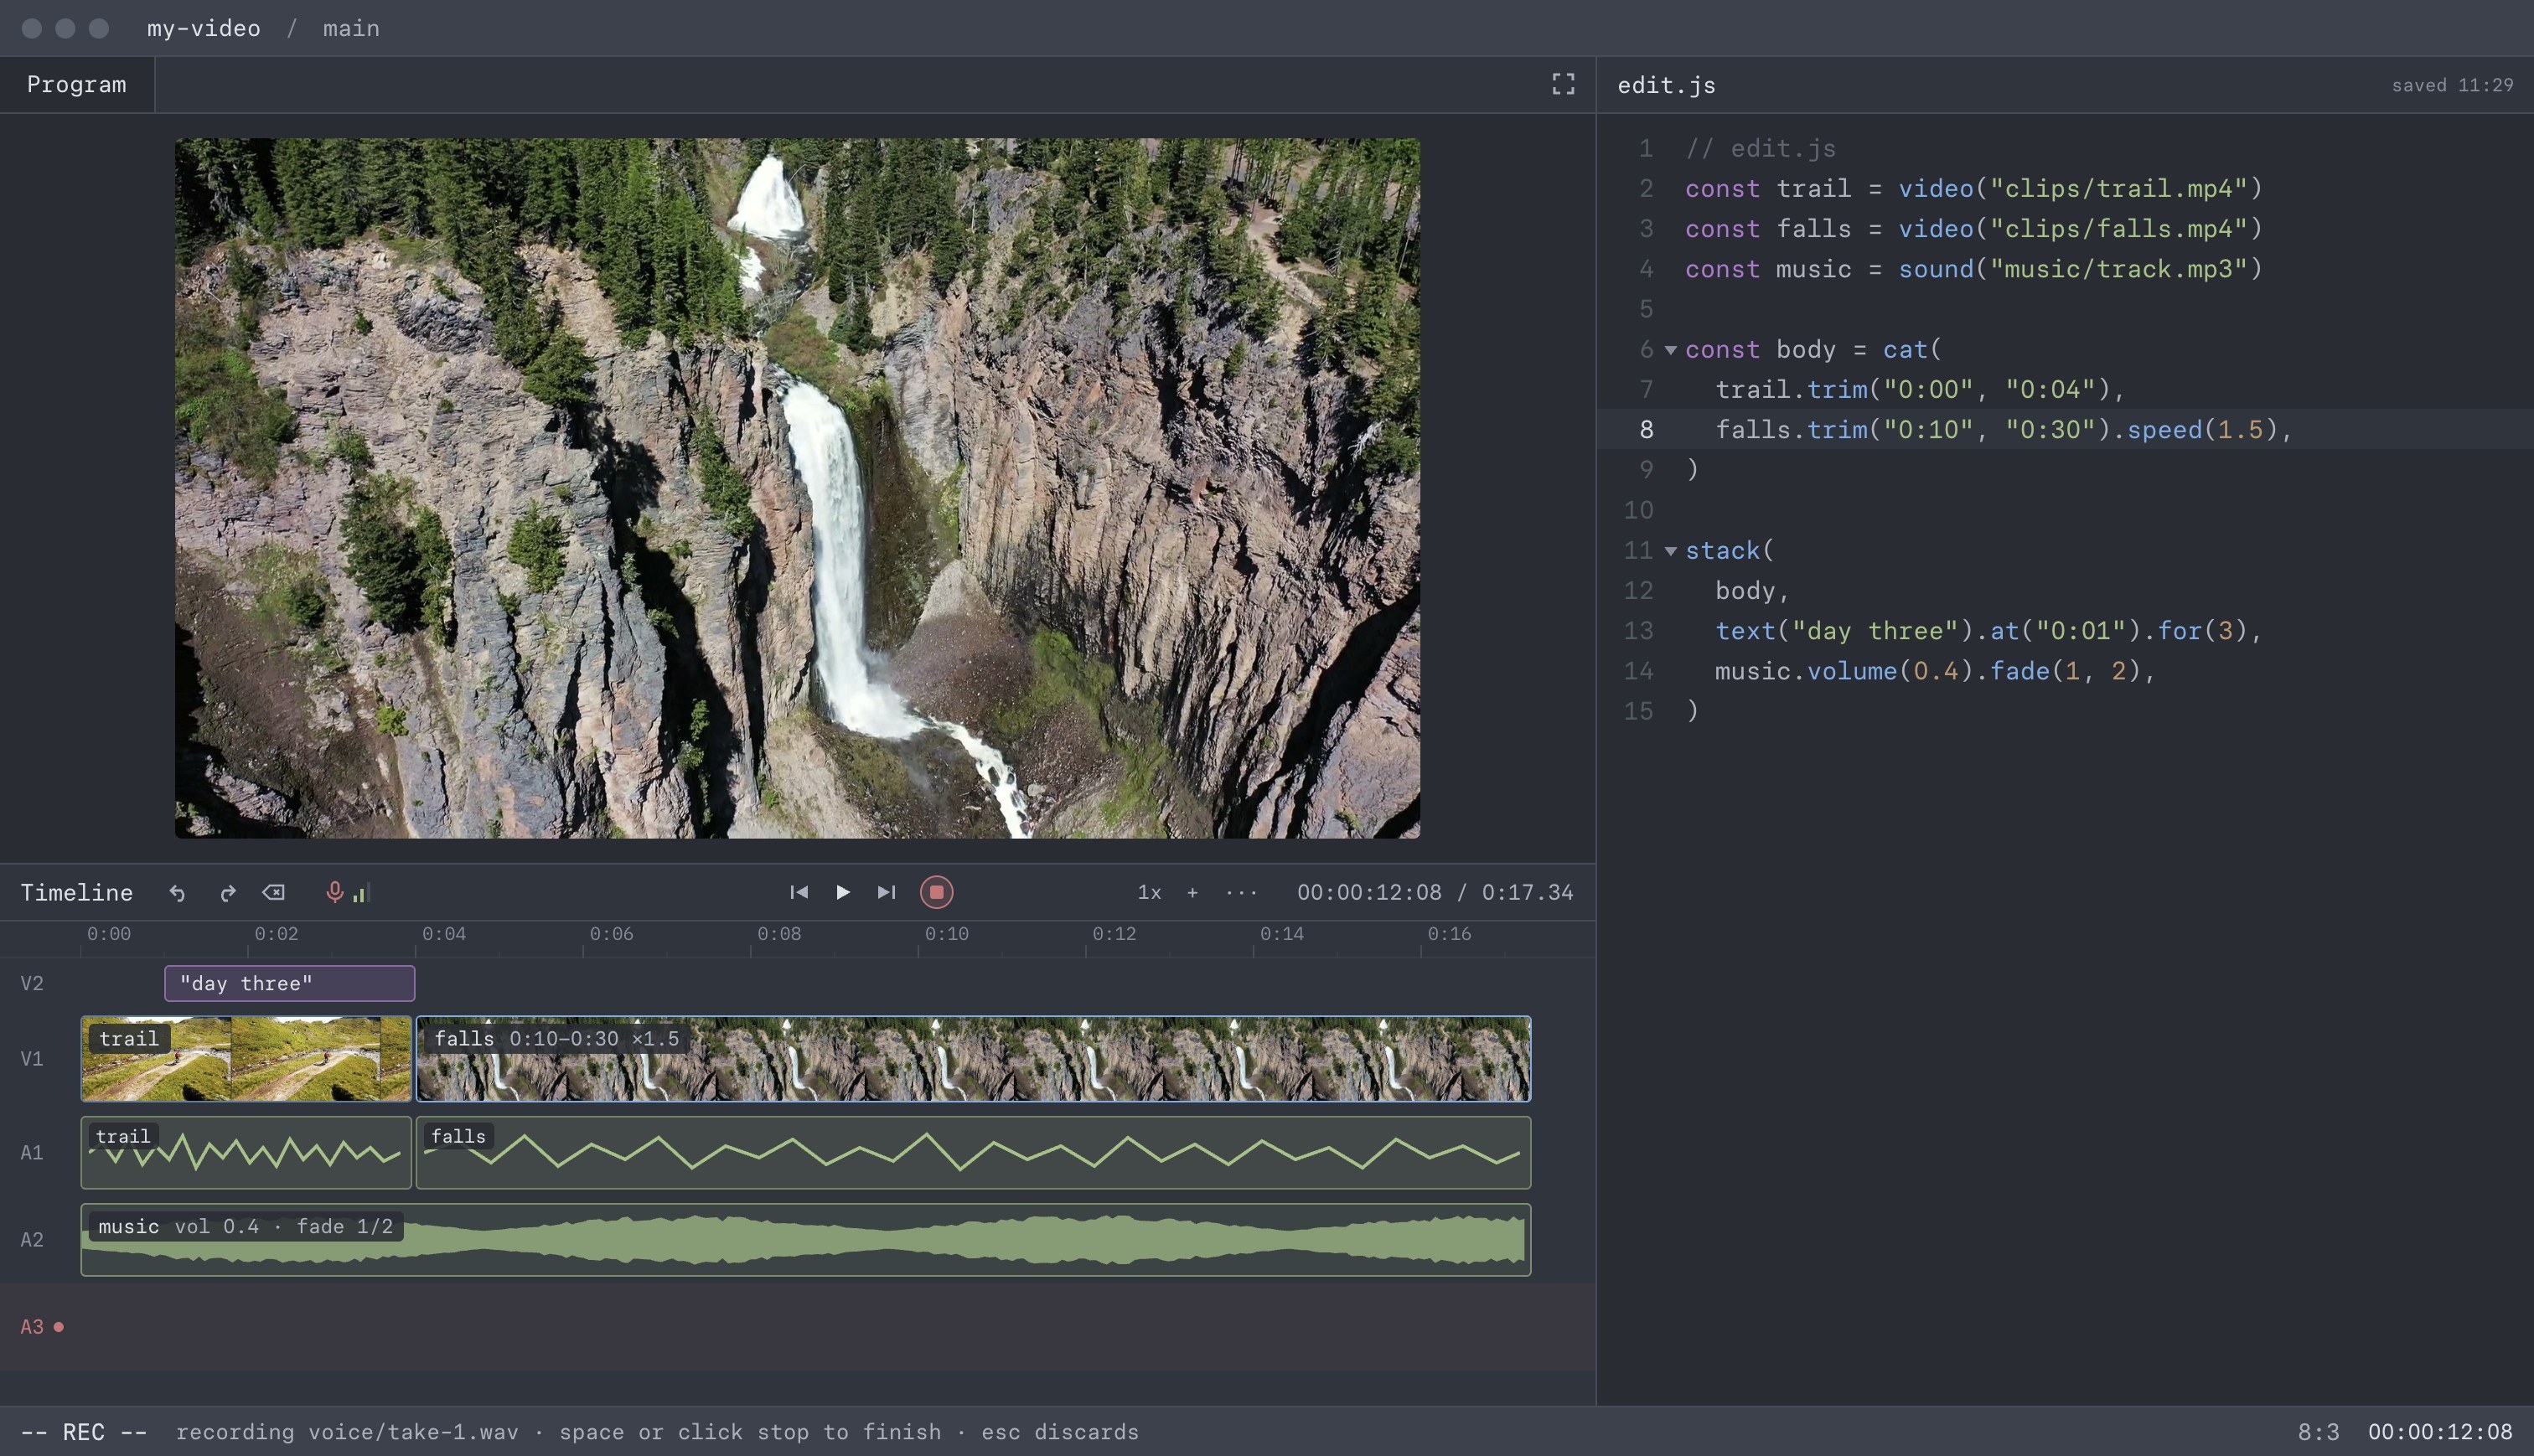 my-video / main
Program
edit.js
saved 11:29
1 // edit.js
2 const trail = video("clips/trail.mp4")
3 const falls = video("clips/falls.mp4")
4 const music = sound("music/track.mp3")
5
6 const body = cat(
7 trail.trim("0:00", "0:04"),
8 falls.trim("0:10", "0:30").speed(1.5),
9 )
10
11 stack(
12 body,
13 text("day three").at("0:01").for(3),
14 music.volume(0.4).fade(1, 2),
15 )
Timeline
1x + ··· 00:00:12:08 / 0:17.34
0:00 0:02 0:04 0:06 0:08 0:10 0:12 0:14 0:16
V2 "day three"
V1 trail falls 0:10–0:30 ×1.5
A1 trail falls
A2 music vol 0.4 · fade 1/2
A3
-- REC -- recording voice/take-1.wav · space or click stop to finish · esc discards
8:3 00:00:12:08